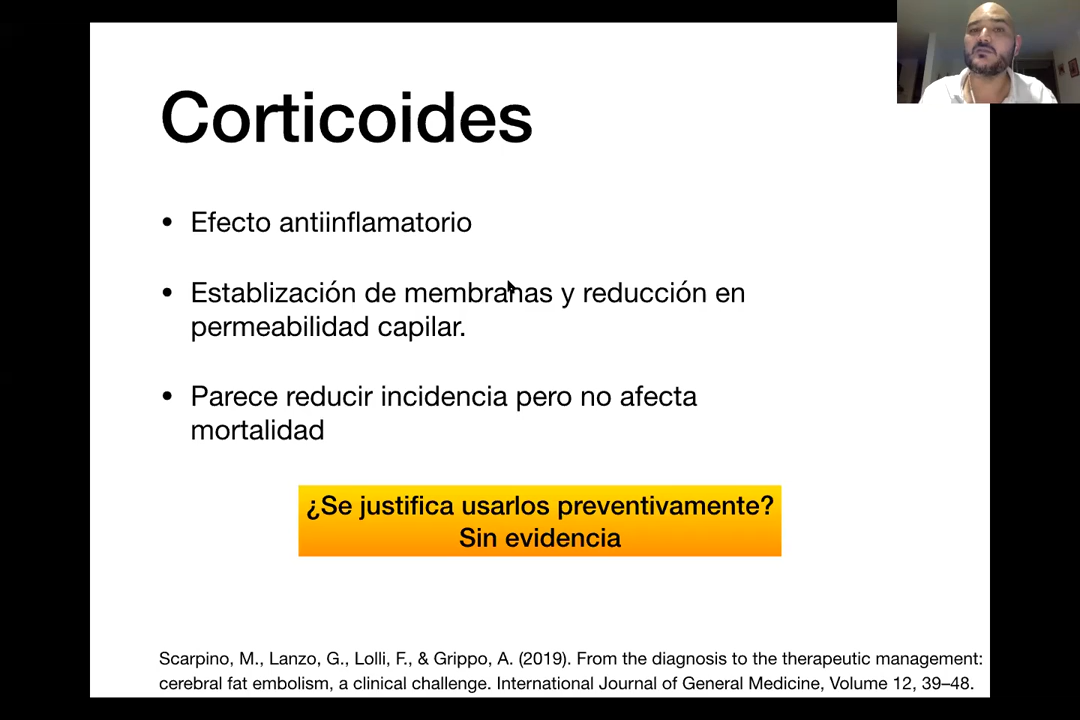 Corticoides
• Efecto antiinflamatorio
• Establización de membranas y reducción en
permeabilidad capilar.
• Parece reducir incidencia pero no afecta
mortalidad
¿Se justifica usarlos preventivamente?
Sin evidencia
Scarpino, M., Lanzo, G., Lolli, F., & Grippo, A. (2019). From the diagnosis to the therapeutic management:
cerebral fat embolism, a clinical challenge. International Journal of General Medicine, Volume 12, 39–48.